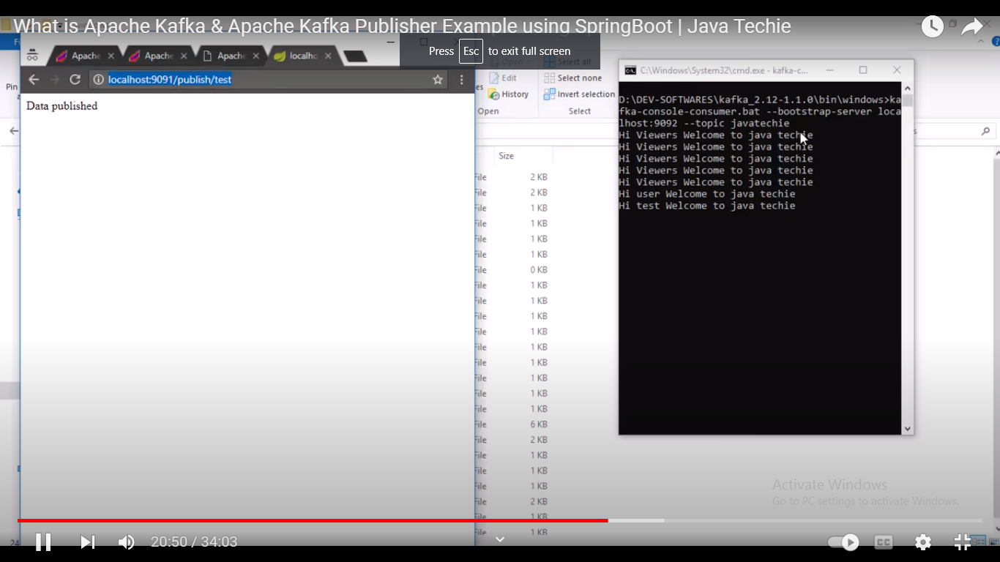 What is Apache Kafka & Apache Kafka Publisher Example using SpringBoot | Java Techie
Press Esc to exit full screen
Apache
Apache
Apache
localho
localhost:9091/publish/test
Data published
Pin
Open
Edit
History
Open
Select all
Select none
Invert selection
Select
Size
File 2 KB
File 2 KB
File 1 KB
File 1 KB
File 1 KB
File 1 KB
File 0 KB
File 1 KB
File 1 KB
File 1 KB
File 1 KB
File 1 KB
File 1 KB
File 1 KB
File 1 KB
File 1 KB
File 6 KB
File 2 KB
File 1 KB
File 1 KB
File 1 KB
File 2 KB
File 1 KB
File 1 KB
C:\Windows\System32\cmd.exe - kafka-c...
D:\DEV-SOFTWARES\kafka_2.12-1.1.0\bin\windows>ka
fka-console-consumer.bat --bootstrap-server loca
lhost:9092 --topic javatechie
Hi Viewers Welcome to java techie
Hi Viewers Welcome to java techie
Hi Viewers Welcome to java techie
Hi Viewers Welcome to java techie
Hi Viewers Welcome to java techie
Hi user Welcome to java techie
Hi test Welcome to java techie
Activate Windows
Go to PC settings to activate Windows.
20:50 / 34:03
CC